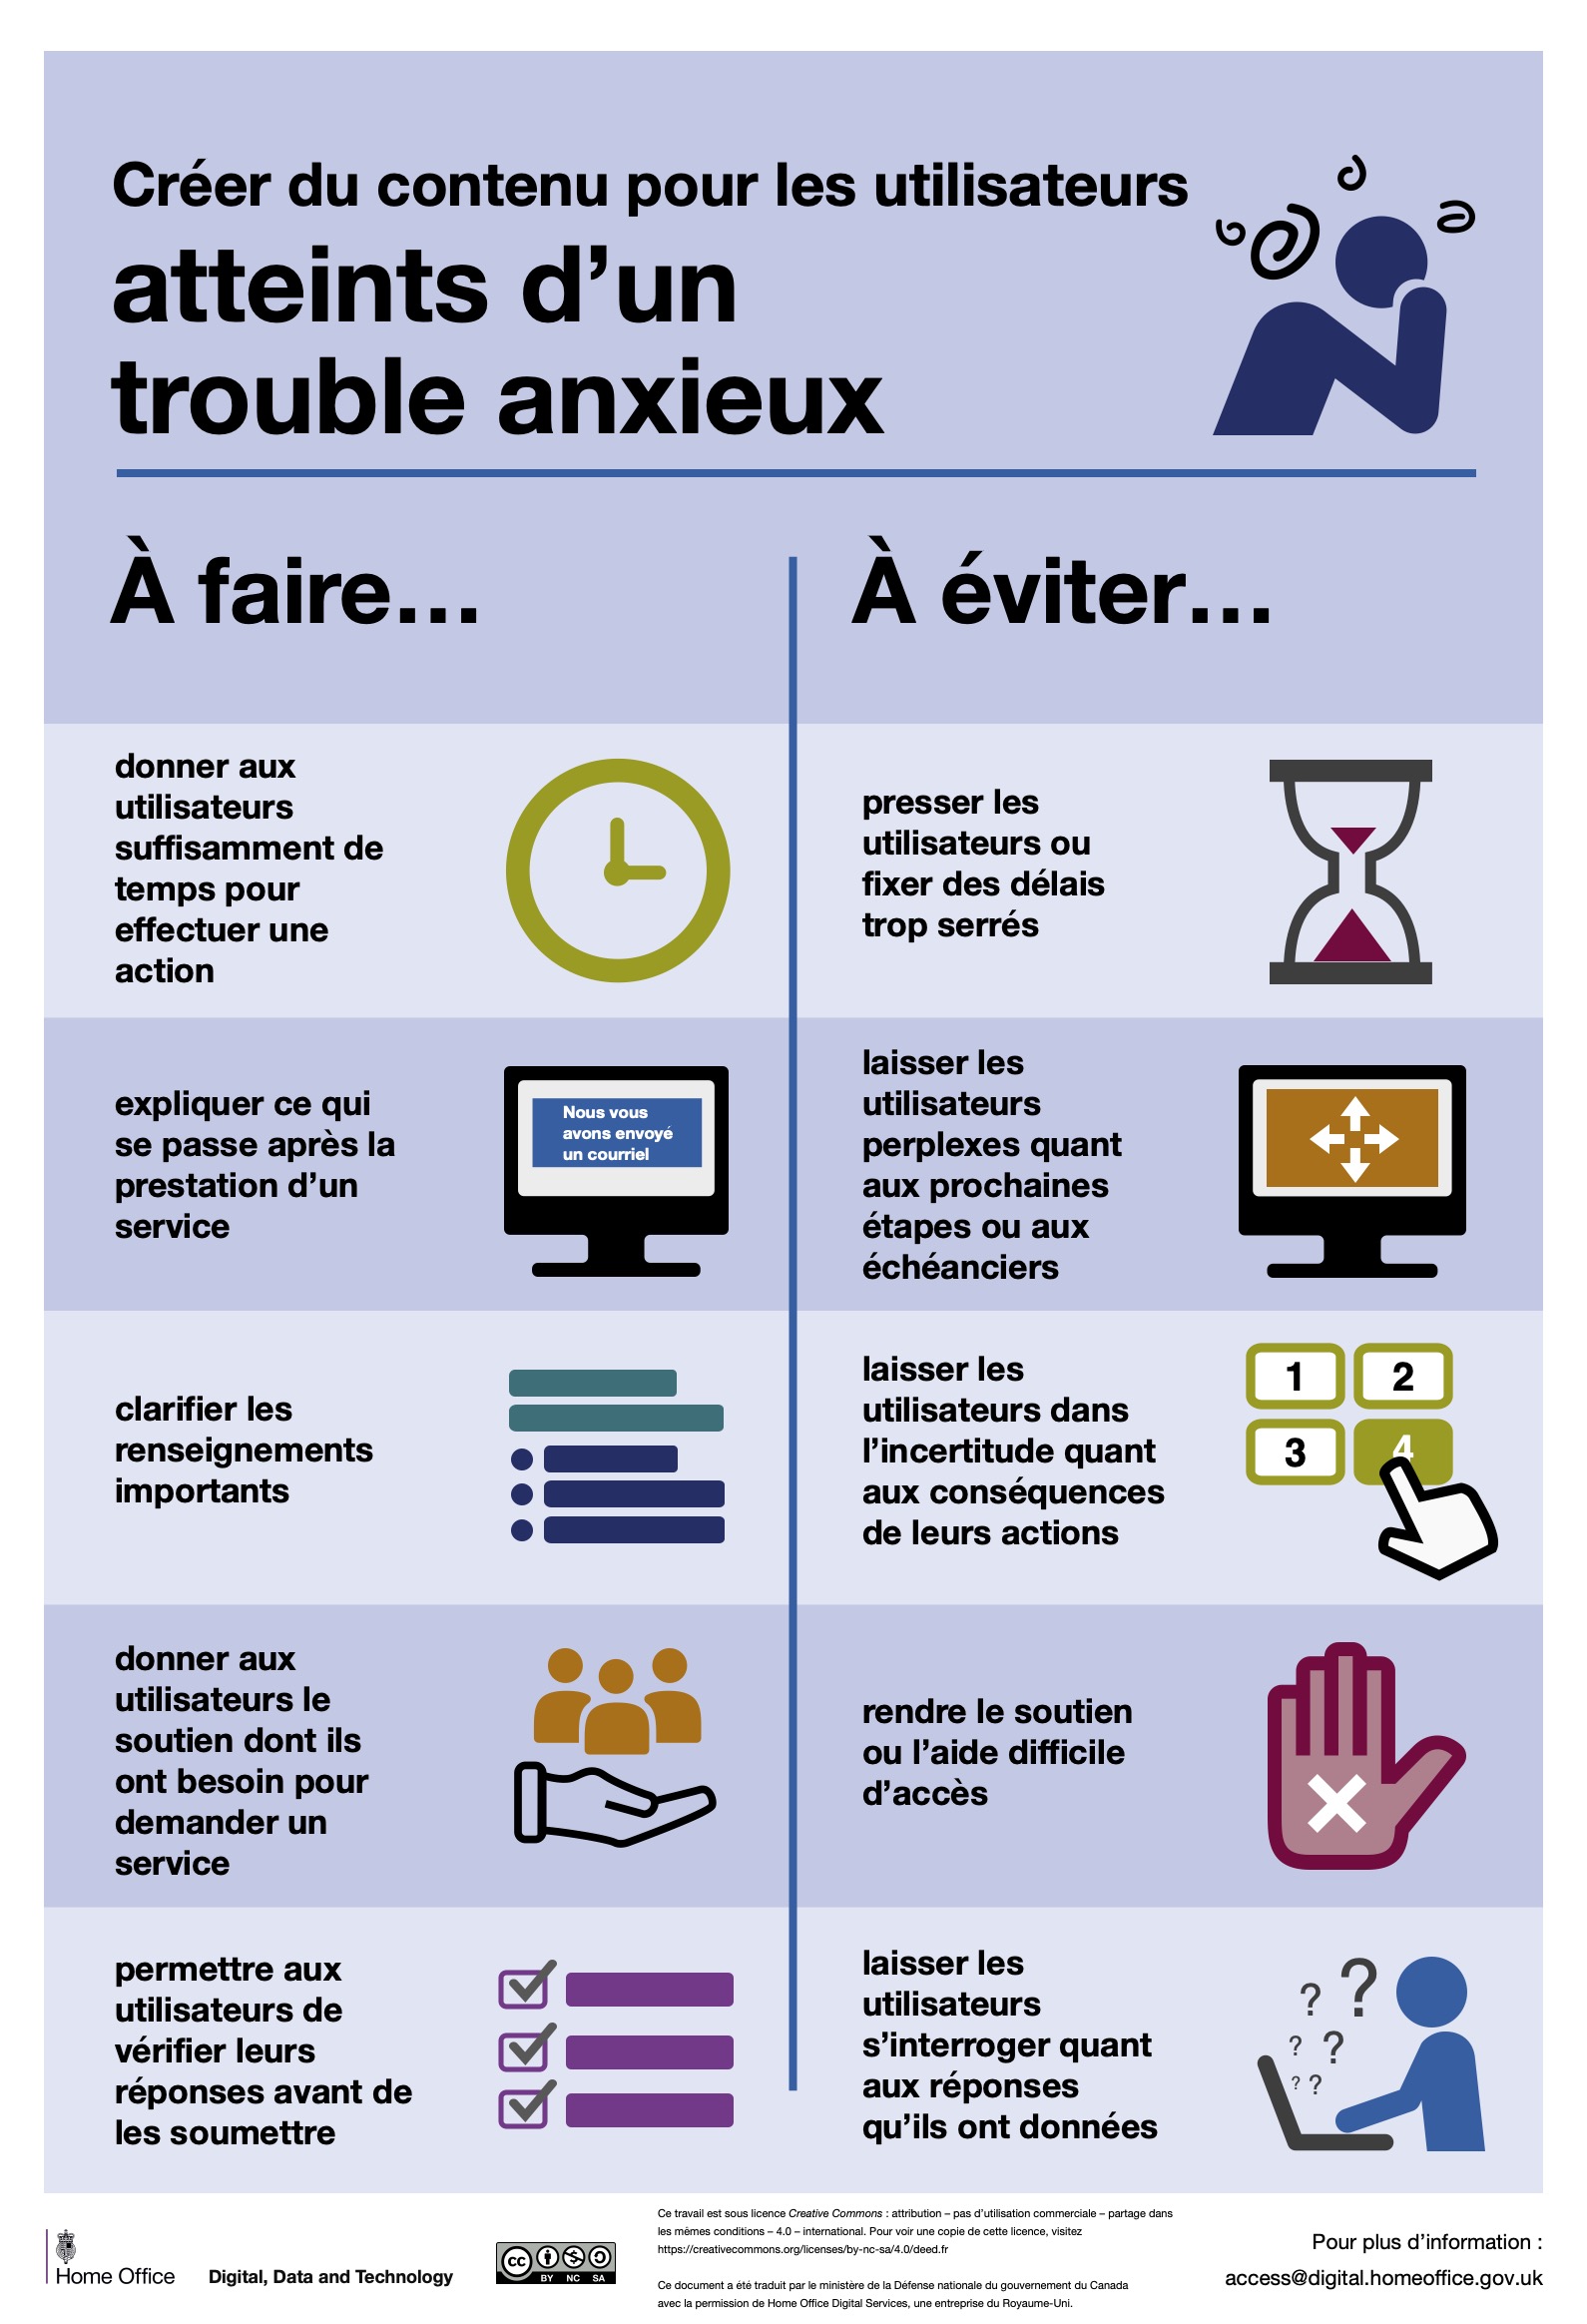 Créer du contenu pour les utilisateurs
atteints d’un
trouble anxieux
À faire…
donner aux
utilisateurs
suffisamment de
temps pour
effectuer une
action
expliquer ce qui
se passe après la
prestation d’un
service
Nous vous
avons envoyé
un courriel
clarifier les
renseignements
importants
donner aux
utilisateurs le
soutien dont ils
ont besoin pour
demander un
service
permettre aux
utilisateurs de
vérifier leurs
réponses avant de
les soumettre
À éviter…
presser les
utilisateurs ou
fixer des délais
trop serrés
laisser les
utilisateurs
perplexes quant
aux prochaines
étapes ou aux
échéanciers
laisser les
utilisateurs dans
l’incertitude quant
aux conséquences
de leurs actions
1 2
3 4
rendre le soutien
ou l’aide difficile
d’accès
laisser les
utilisateurs
s’interroger quant
aux réponses
qu’ils ont données
? ?
? ?
? ?
Home Office
Digital, Data and Technology
cc
BY NC SA
Ce travail est sous licence Creative Commons : attribution – pas d’utilisation commerciale – partage dans
les mêmes conditions – 4.0 – international. Pour voir une copie de cette licence, visitez
https://creativecommons.org/licenses/by-nc-sa/4.0/deed.fr
Ce document a été traduit par le ministère de la Défense nationale du gouvernement du Canada
avec la permission de Home Office Digital Services, une entreprise du Royaume-Uni.
Pour plus d’information :
access@digital.homeoffice.gov.uk